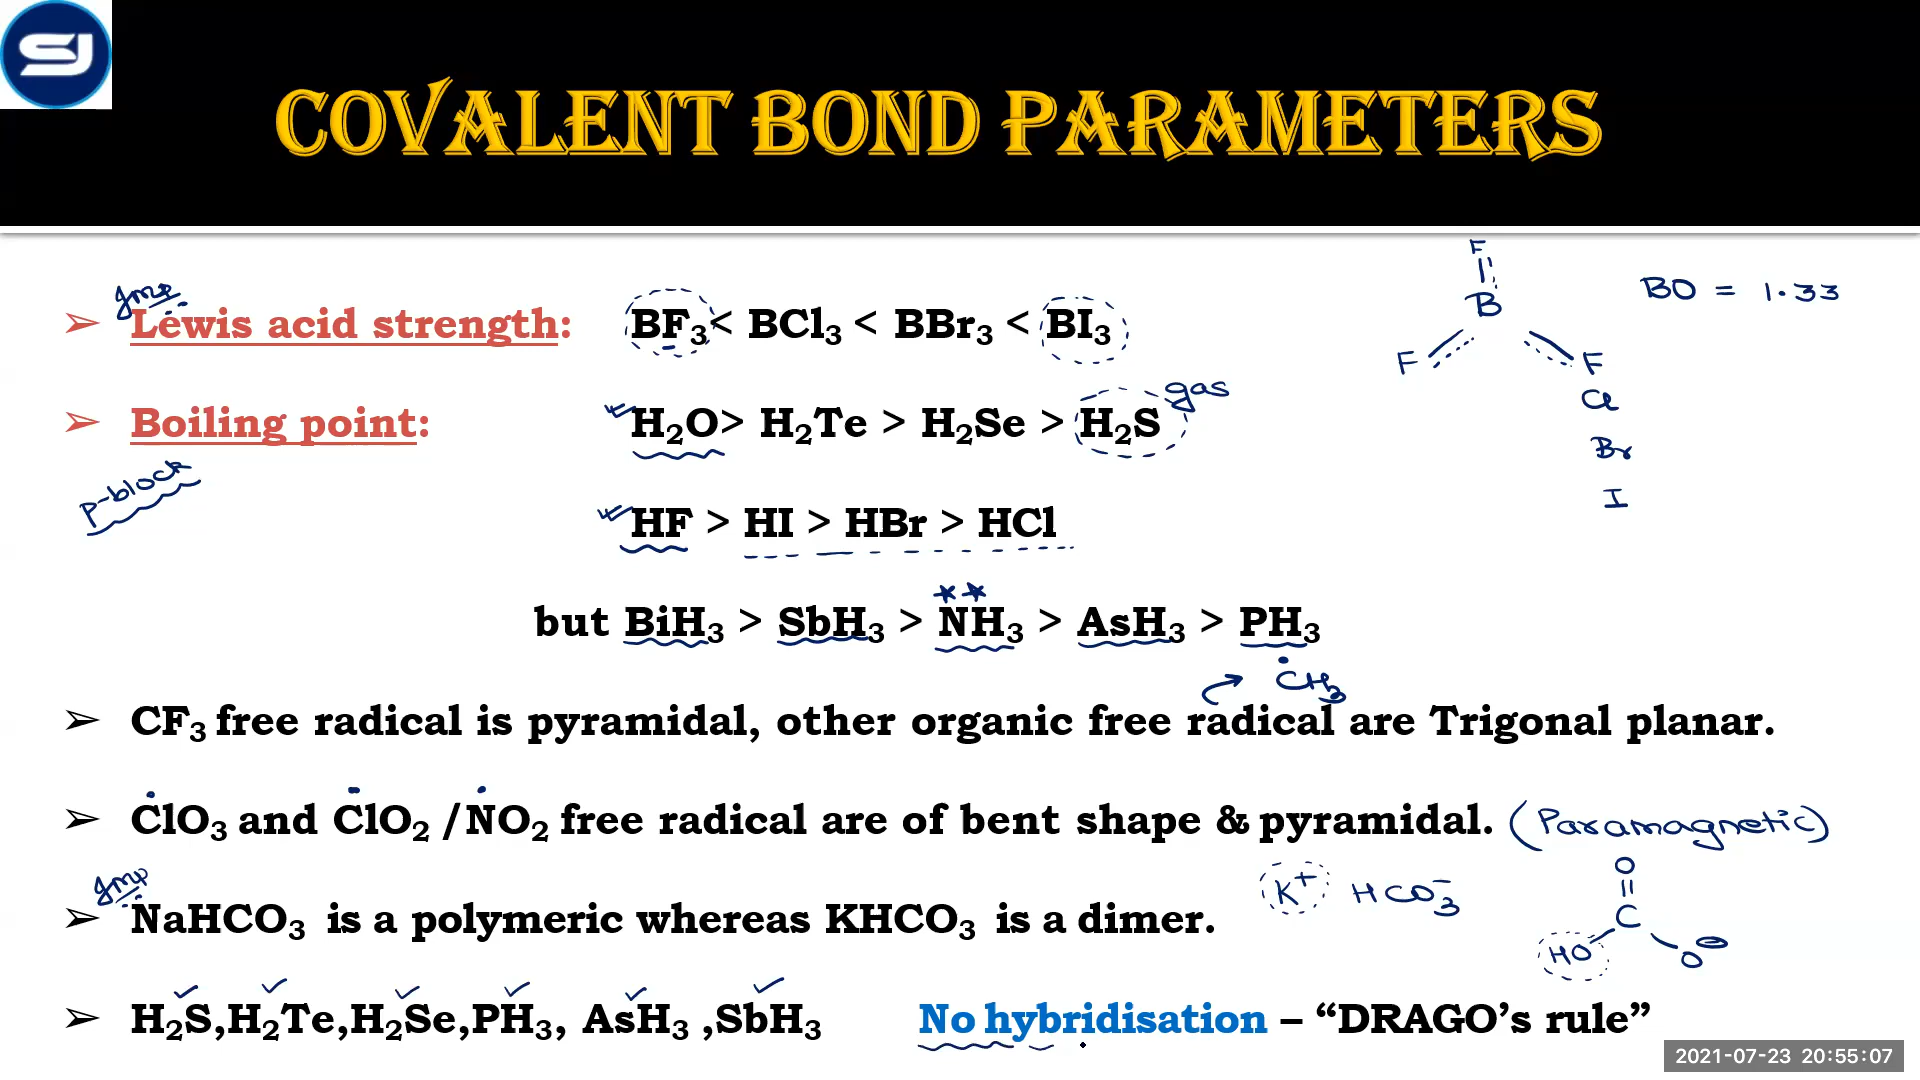 SJ
COVALENT BOND PARAMETERS
F
B
F F
Cl
Br
I
BO = 1.33
Imp
➢ Lewis acid strength: BF₃< BCl₃ < BBr₃ < BI₃
gas
➢ Boiling point: H₂O> H₂Te > H₂Se > H₂S
P-block
HF > HI > HBr > HCl
but BiH₃ > SbH₃ > NH₃ > AsH₃ > PH₃
CH₃
➢ CF₃ free radical is pyramidal, other organic free radical are Trigonal planar.
➢ ClO₃ and ClO₂ /NO₂ free radical are of bent shape & pyramidal. (Paramagnetic)
Imp
➢ NaHCO₃ is a polymeric whereas KHCO₃ is a dimer.
K⁺ HCO₃⁻
O
C
HO O⊖
➢ H₂S,H₂Te,H₂Se,PH₃, AsH₃ ,SbH₃ No hybridisation – “DRAGO’s rule”
2021-07-23 20:55:07